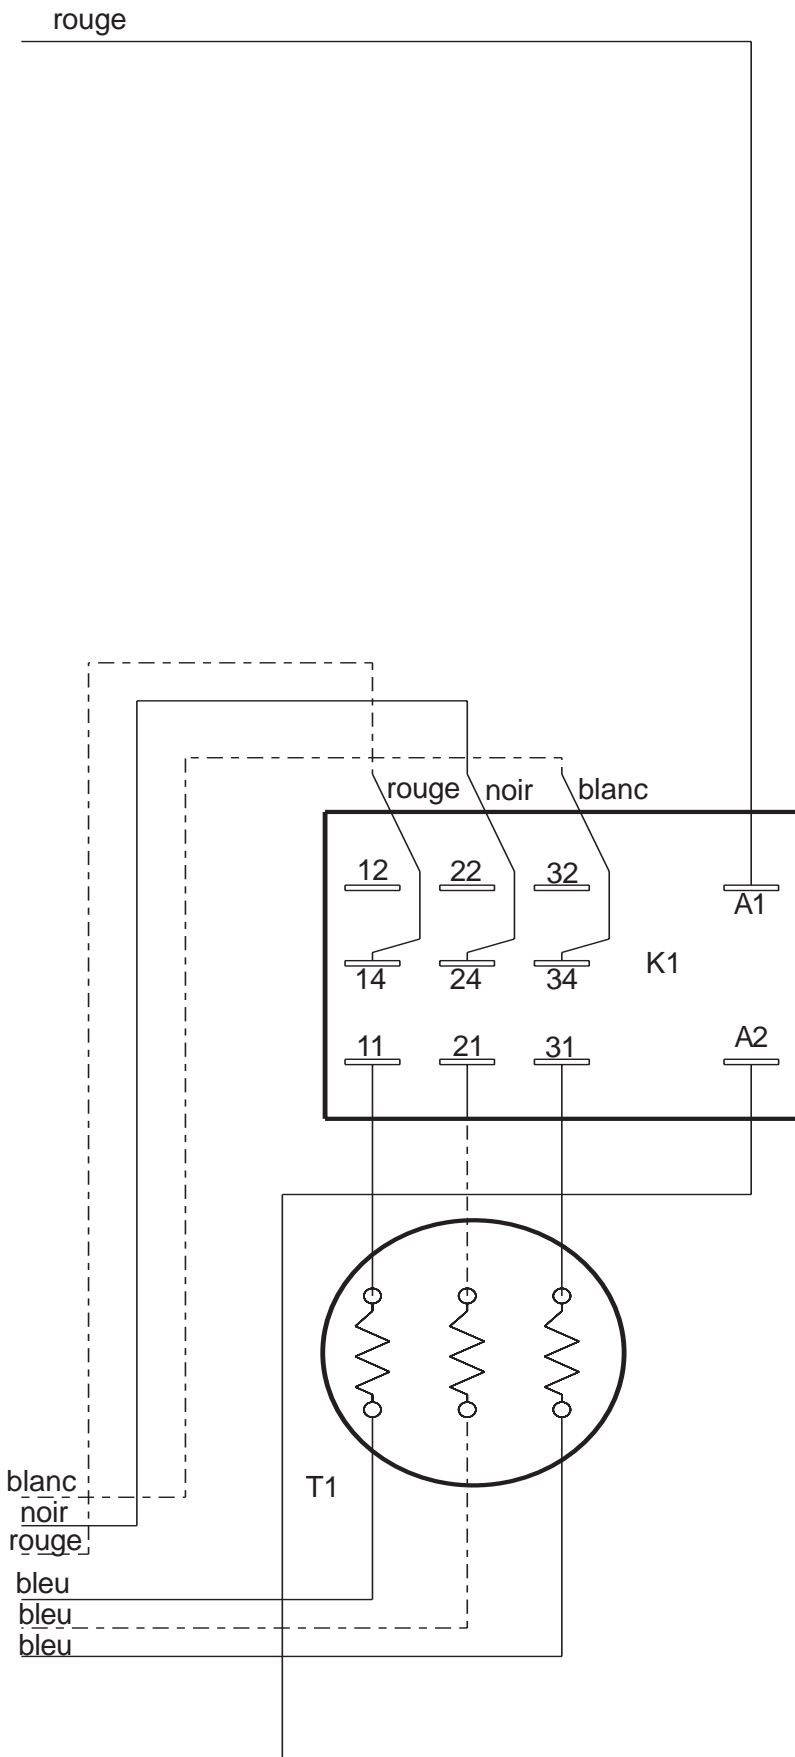 rouge
rouge noir blanc
12 22 32
A1
14 24 34 K1
11 21 31 A2
T1
blanc
noir
rouge
bleu
bleu
bleu